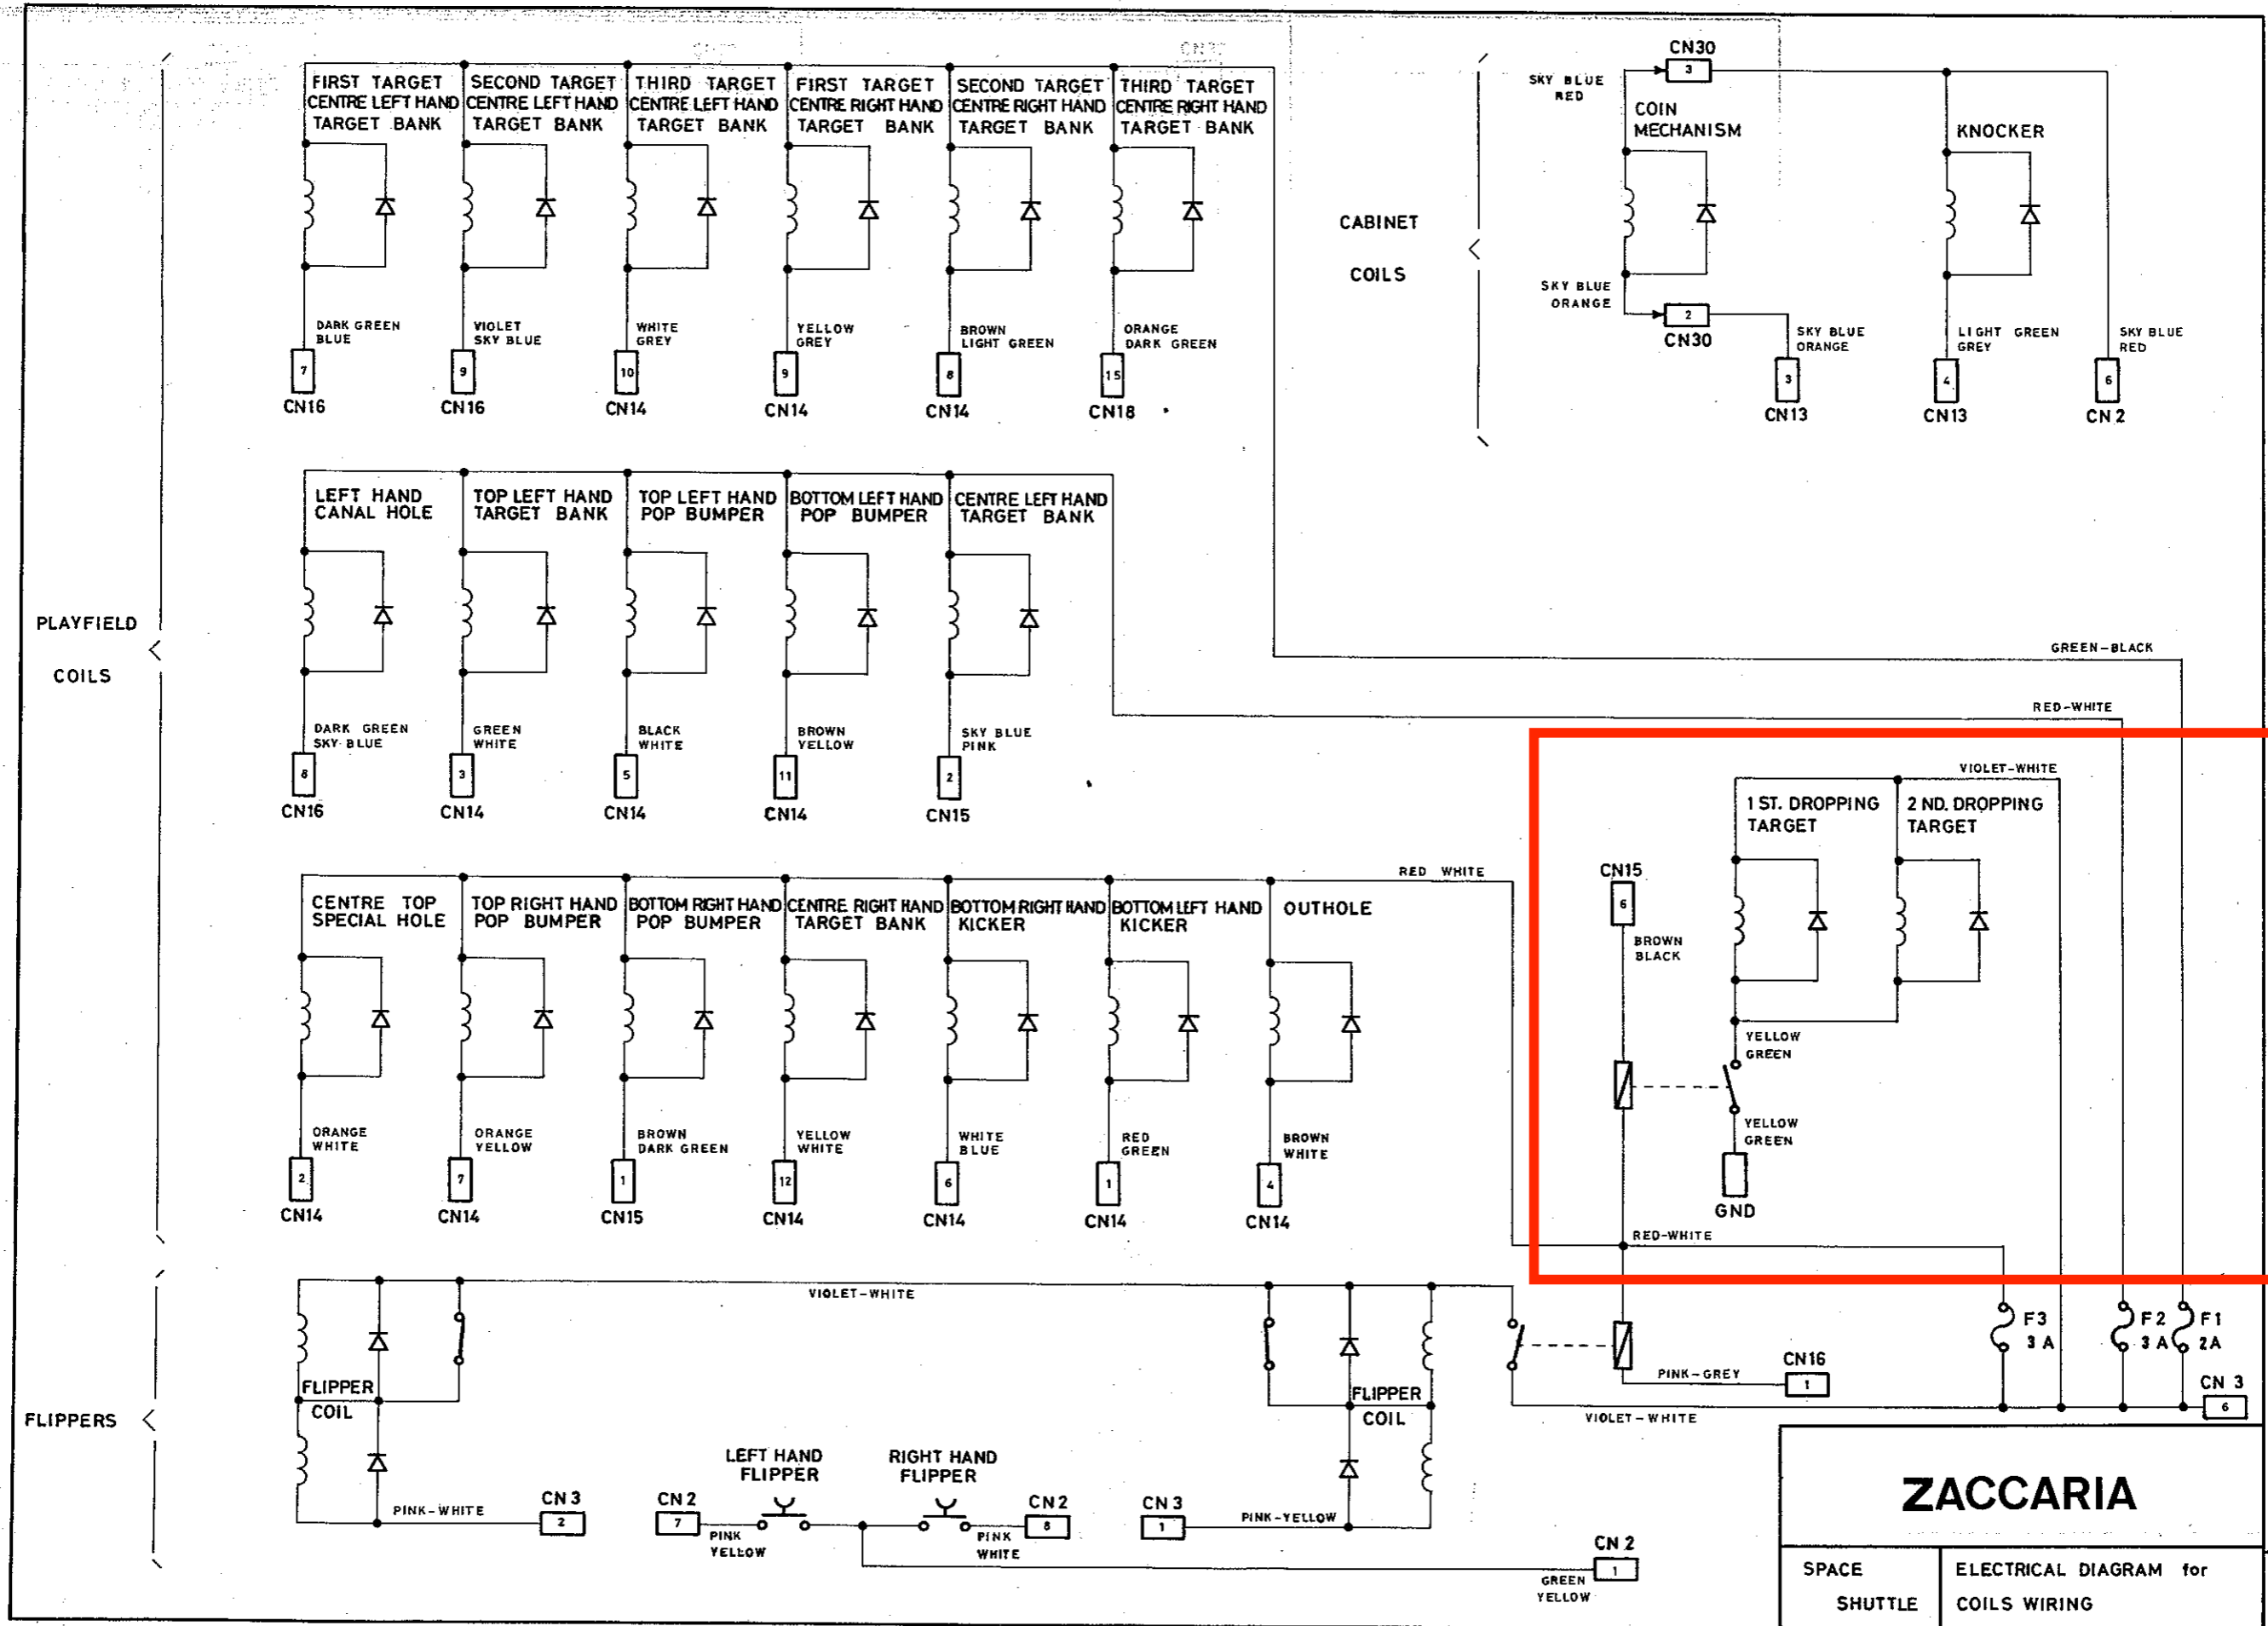 FIRST TARGET
CENTRE LEFT HAND
TARGET BANK
SECOND TARGET
CENTRE LEFT HAND
TARGET BANK
THIRD TARGET
CENTRE LEFT HAND
TARGET BANK
FIRST TARGET
CENTRE RIGHT HAND
TARGET BANK
SECOND TARGET
CENTRE RIGHT HAND
TARGET BANK
THIRD TARGET
CENTRE RIGHT HAND
TARGET BANK
DARK GREEN
BLUE
7
CN16
VIOLET
SKY BLUE
9
CN16
WHITE
GREY
10
CN14
YELLOW
GREY
9
CN14
BROWN
LIGHT GREEN
8
CN14
ORANGE
DARK GREEN
15
CN18
CABINET
COILS
CN30
3
SKY BLUE
RED
COIN
MECHANISM
KNOCKER
SKY BLUE
ORANGE
2
CN30
SKY BLUE
ORANGE
3
CN13
LIGHT GREEN
GREY
4
CN13
SKY BLUE
RED
6
CN 2
PLAYFIELD
COILS
LEFT HAND
CANAL HOLE
TOP LEFT HAND
TARGET BANK
TOP LEFT HAND
POP BUMPER
BOTTOM LEFT HAND
POP BUMPER
CENTRE LEFT HAND
TARGET BANK
DARK GREEN
SKY BLUE
8
CN16
GREEN
WHITE
3
CN14
BLACK
WHITE
5
CN14
BROWN
YELLOW
11
CN14
SKY BLUE
PINK
2
CN15
GREEN-BLACK
RED-WHITE
VIOLET-WHITE
1 ST. DROPPING
TARGET
2 ND. DROPPING
TARGET
CN15
6
BROWN
BLACK
YELLOW
GREEN
YELLOW
GREEN
GND
RED-WHITE
RED WHITE
CENTRE TOP
SPECIAL HOLE
TOP RIGHT HAND
POP BUMPER
BOTTOM RIGHT HAND
POP BUMPER
CENTRE RIGHT HAND
TARGET BANK
BOTTOM RIGHT HAND
KICKER
BOTTOM LEFT HAND
KICKER
OUTHOLE
ORANGE
WHITE
2
CN14
ORANGE
YELLOW
7
CN14
BROWN
DARK GREEN
1
CN15
YELLOW
WHITE
12
CN14
WHITE
BLUE
6
CN14
RED
GREEN
1
CN14
BROWN
WHITE
4
CN14
FLIPPERS
VIOLET-WHITE
FLIPPER
COIL
PINK-WHITE
CN 3
2
LEFT HAND
FLIPPER
RIGHT HAND
FLIPPER
CN 2
7
PINK
YELLOW
CN 2
8
PINK
WHITE
CN 3
1
PINK-YELLOW
FLIPPER
COIL
PINK-GREY
CN16
1
VIOLET-WHITE
F3
3 A
F2
3 A
F1
2A
CN 3
6
CN 2
1
GREEN
YELLOW
ZACCARIA
SPACE
SHUTTLE
ELECTRICAL DIAGRAM for
COILS WIRING